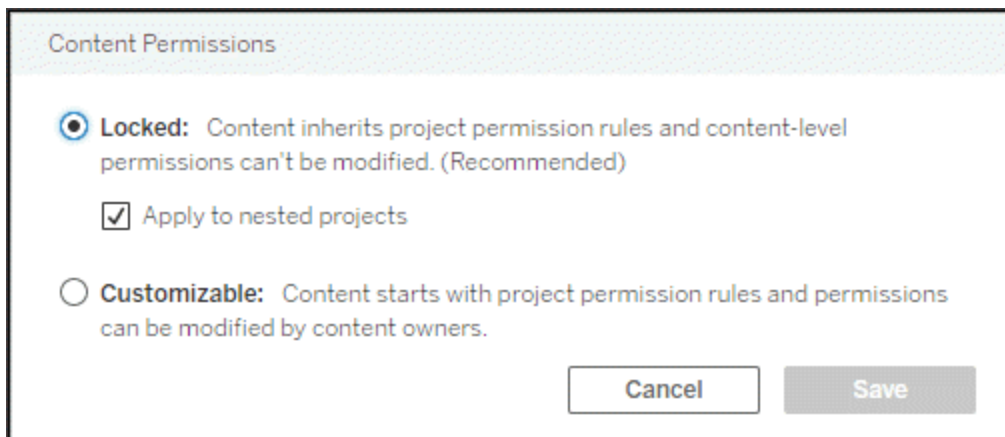 Content Permissions
Locked: Content inherits project permission rules and content-level
permissions can't be modified. (Recommended)
Apply to nested projects
Customizable: Content starts with project permission rules and permissions
can be modified by content owners.
Cancel Save